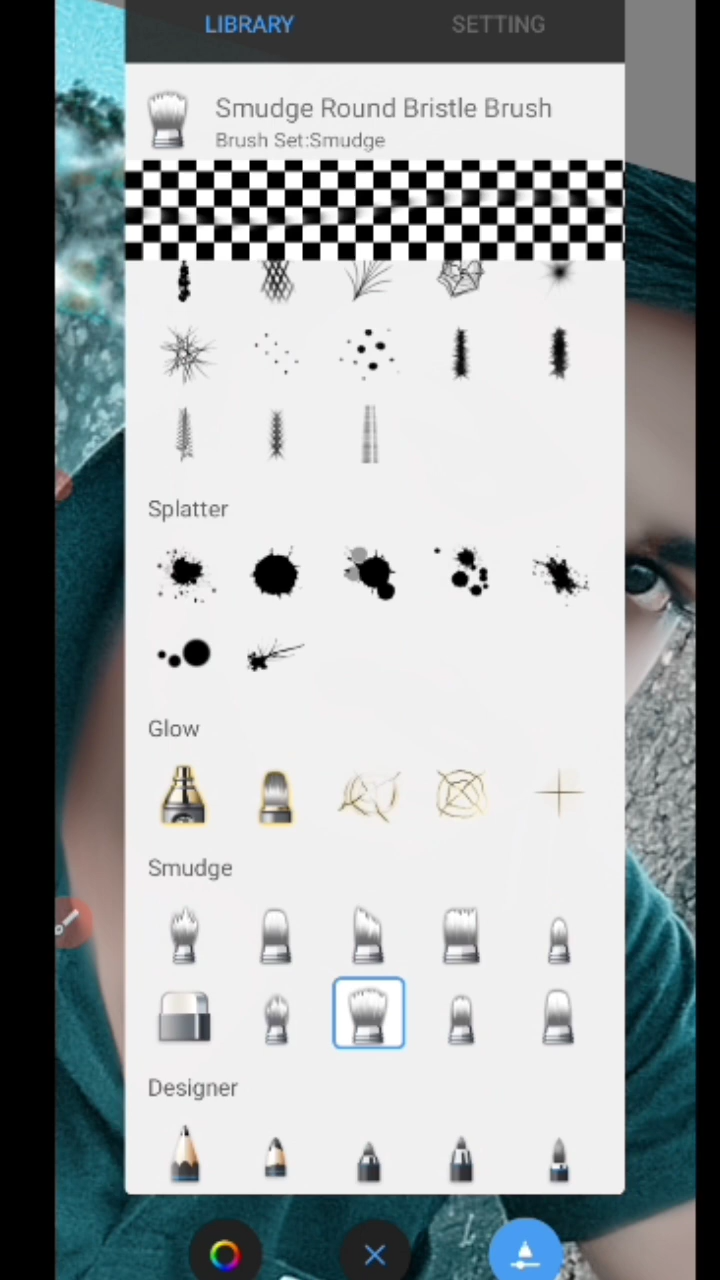 LIBRARY SETTING
Smudge Round Bristle Brush
Brush Set:Smudge
Splatter
Glow
Smudge
Designer